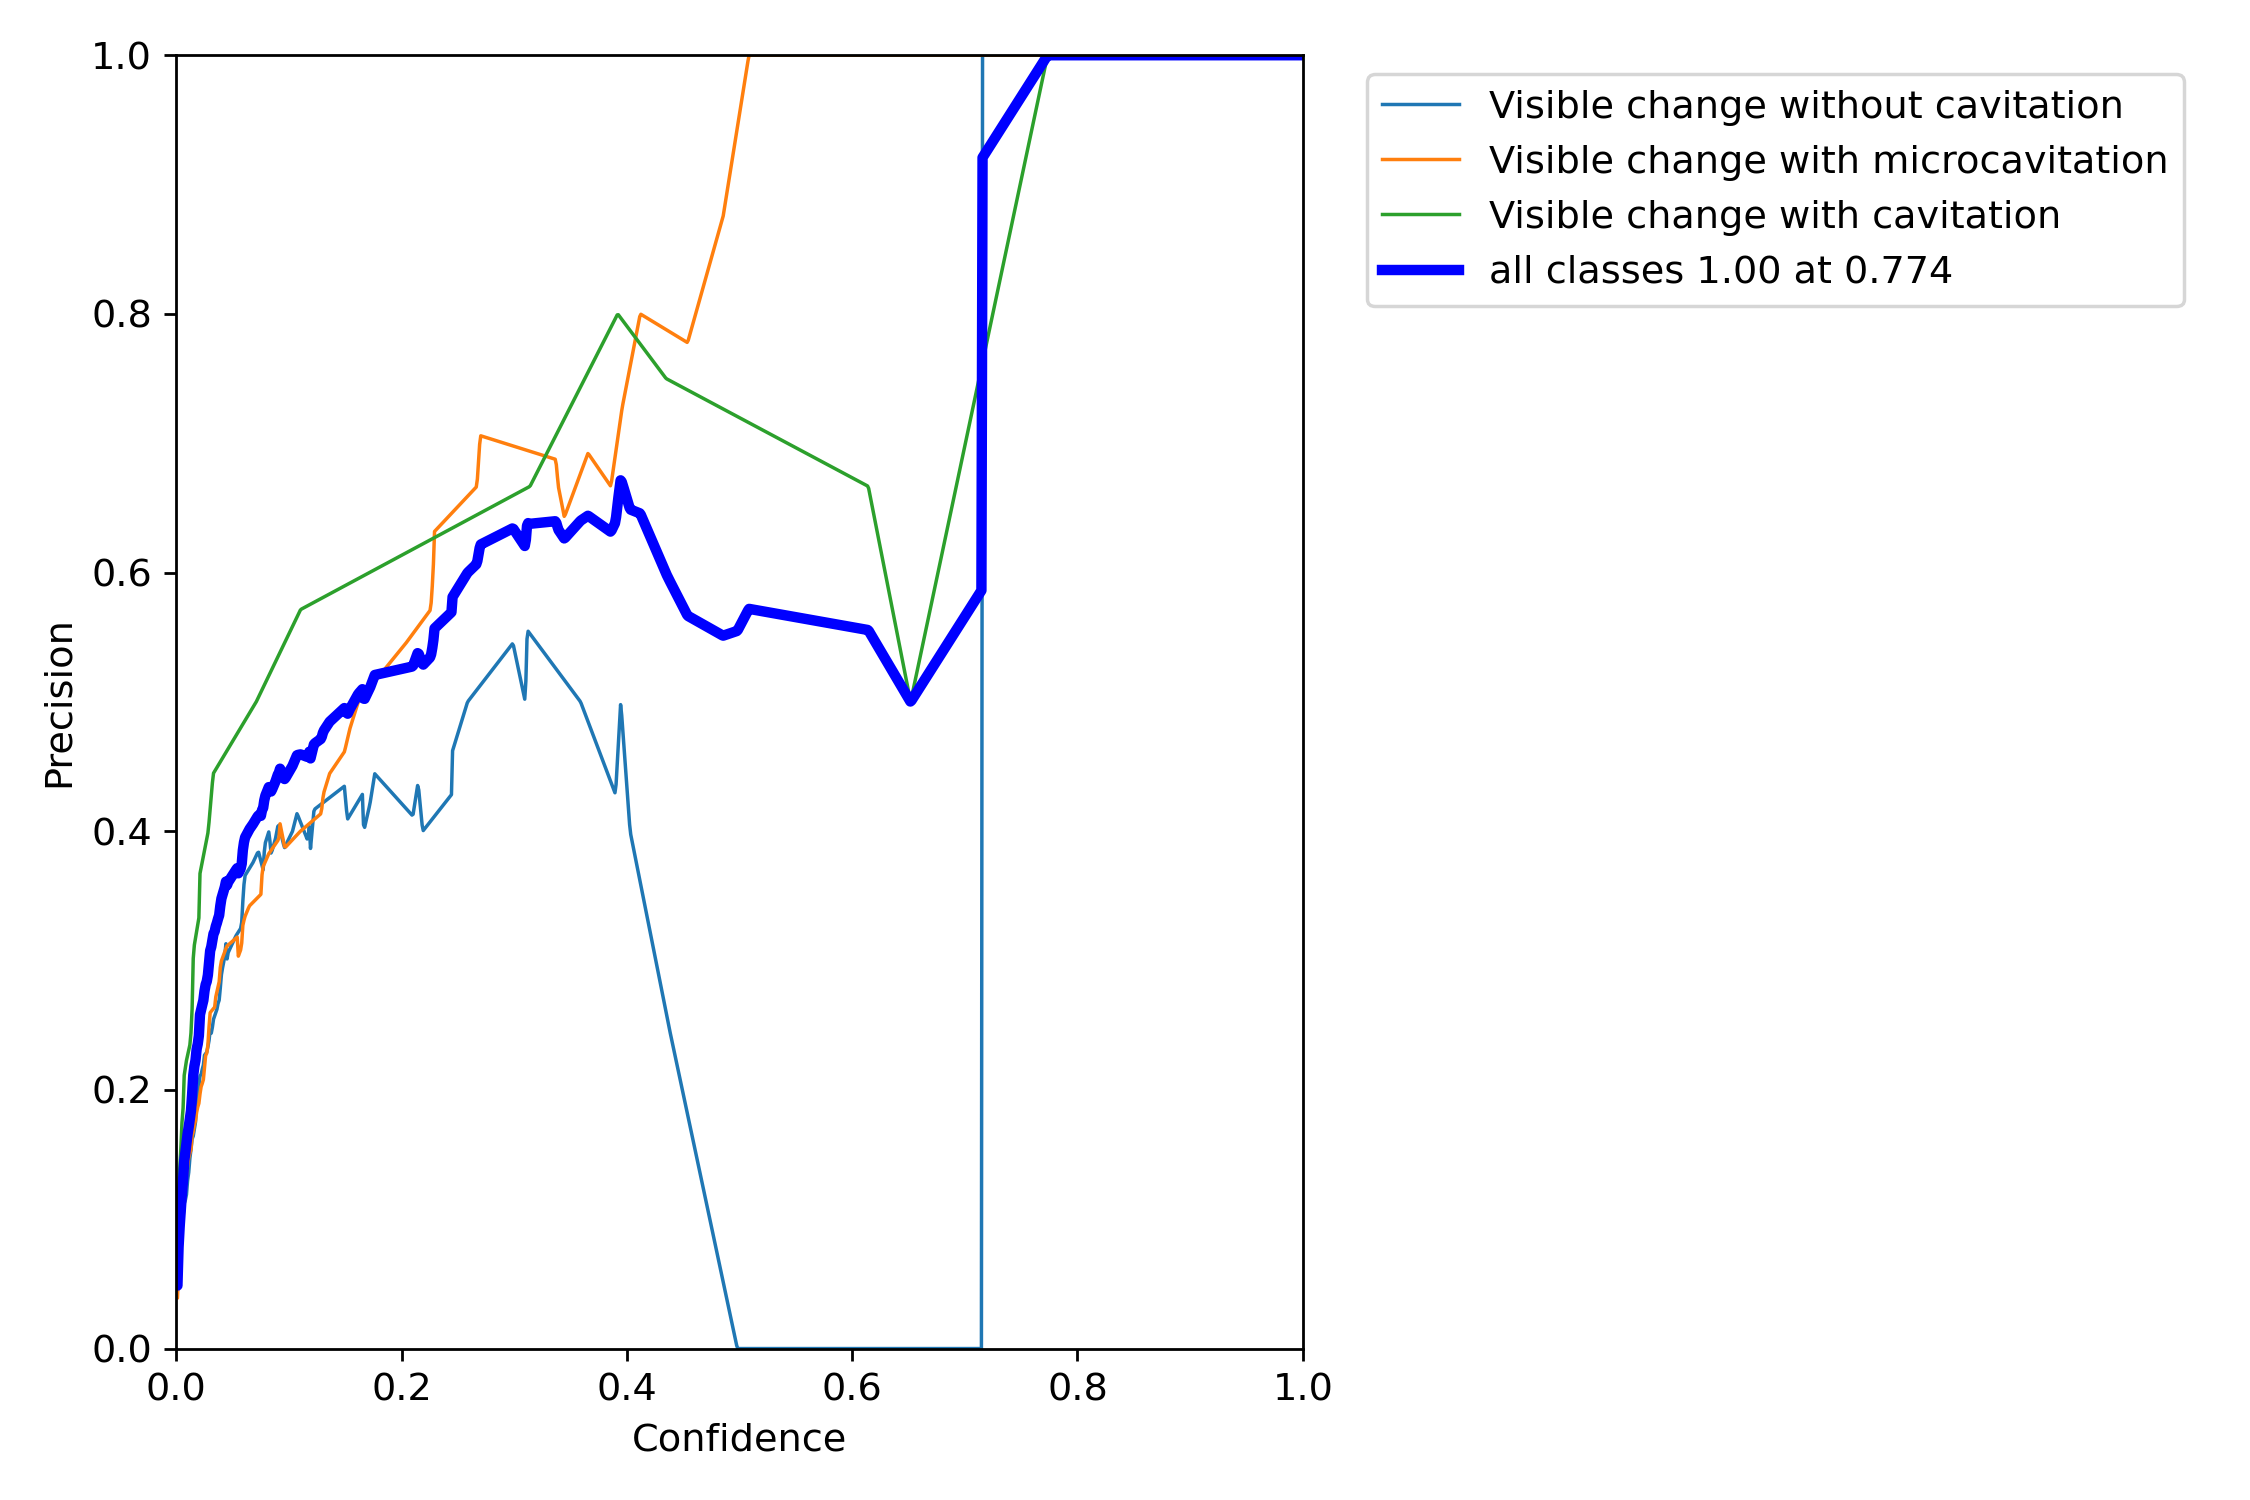 1.0
0.8
0.6
0.4
0.2
0.0
Precision
0.0 0.2 0.4 0.6 0.8 1.0
Confidence
Visible change without cavitation
Visible change with microcavitation
Visible change with cavitation
all classes 1.00 at 0.774